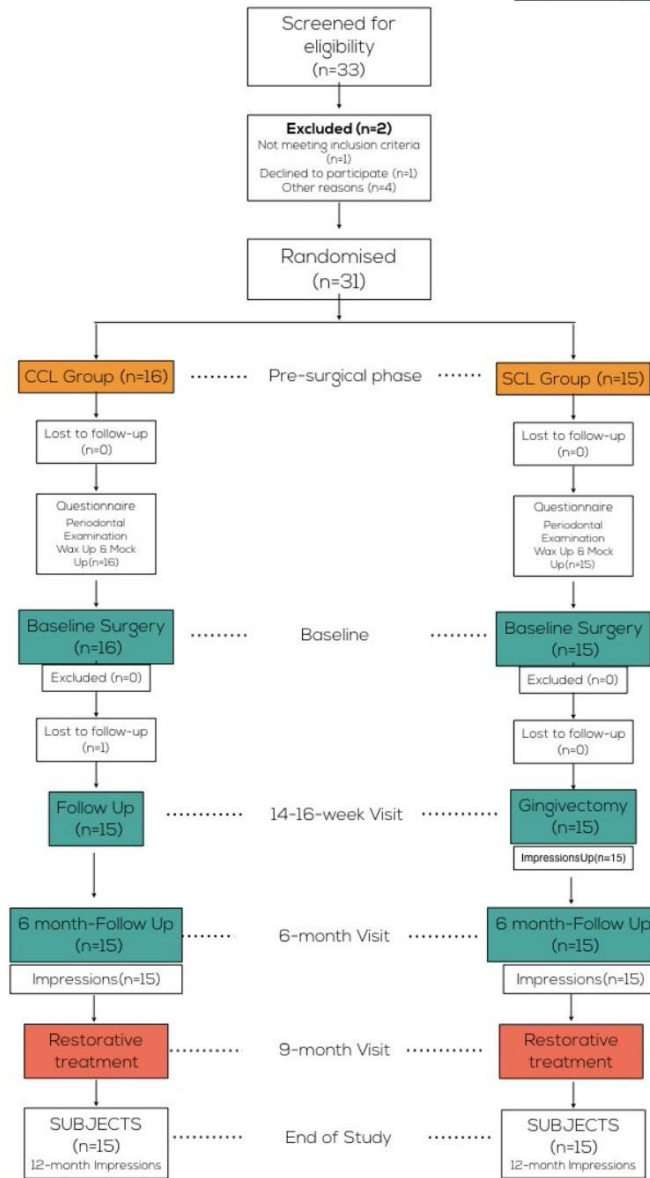 Screened for
eligibility
(n=33)
Excluded (n=2)
Not meeting inclusion criteria
(n=1)
Declined to participate (n=1)
Other reasons (n=4)
Randomised
(n=31)
CCL Group (n=16)
Pre-surgical phase
SCL Group (n=15)
Lost to follow-up
(n=0)
Lost to follow-up
(n=0)
Questionnaire
Periodontal
Examination
Wax Up & Mock
Up(n=16)
Questionnaire
Periodontal
Examination
Wax Up & Mock
Up(n=15)
Baseline Surgery
(n=16)
Baseline
Baseline Surgery
(n=15)
Excluded (n=0)
Excluded (n=0)
Lost to follow-up
(n=1)
Lost to follow-up
(n=0)
Follow Up
(n=15)
14-16-week Visit
Gingivectomy
(n=15)
ImpressionsUp(n=15)
6 month-Follow Up
(n=15)
6-month Visit
6 month-Follow Up
(n=15)
Impressions(n=15)
Impressions(n=15)
Restorative
treatment
9-month Visit
Restorative
treatment
SUBJECTS
(n=15)
12-month Impressions
End of Study
SUBJECTS
(n=15)
12-month Impressions